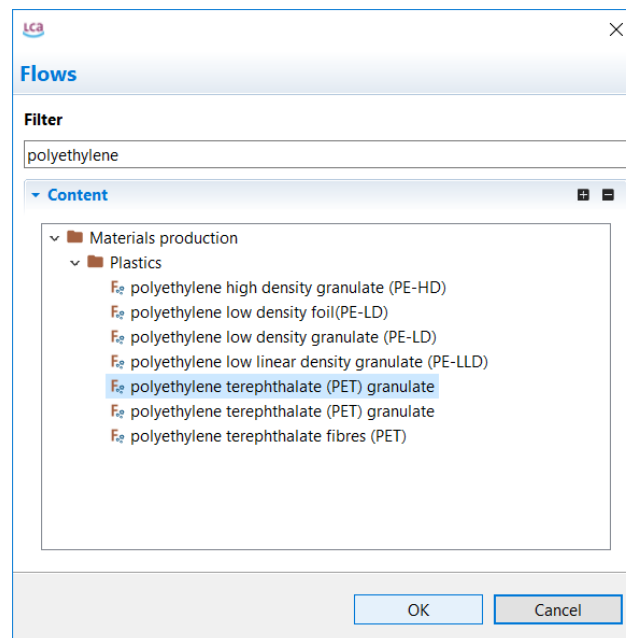 LCA
Flows
Filter
polyethylene
Content
Materials production
Plastics
polyethylene high density granulate (PE-HD)
polyethylene low density foil(PE-LD)
polyethylene low density granulate (PE-LD)
polyethylene low linear density granulate (PE-LLD)
polyethylene terephthalate (PET) granulate
polyethylene terephthalate (PET) granulate
polyethylene terephthalate fibres (PET)
OK Cancel